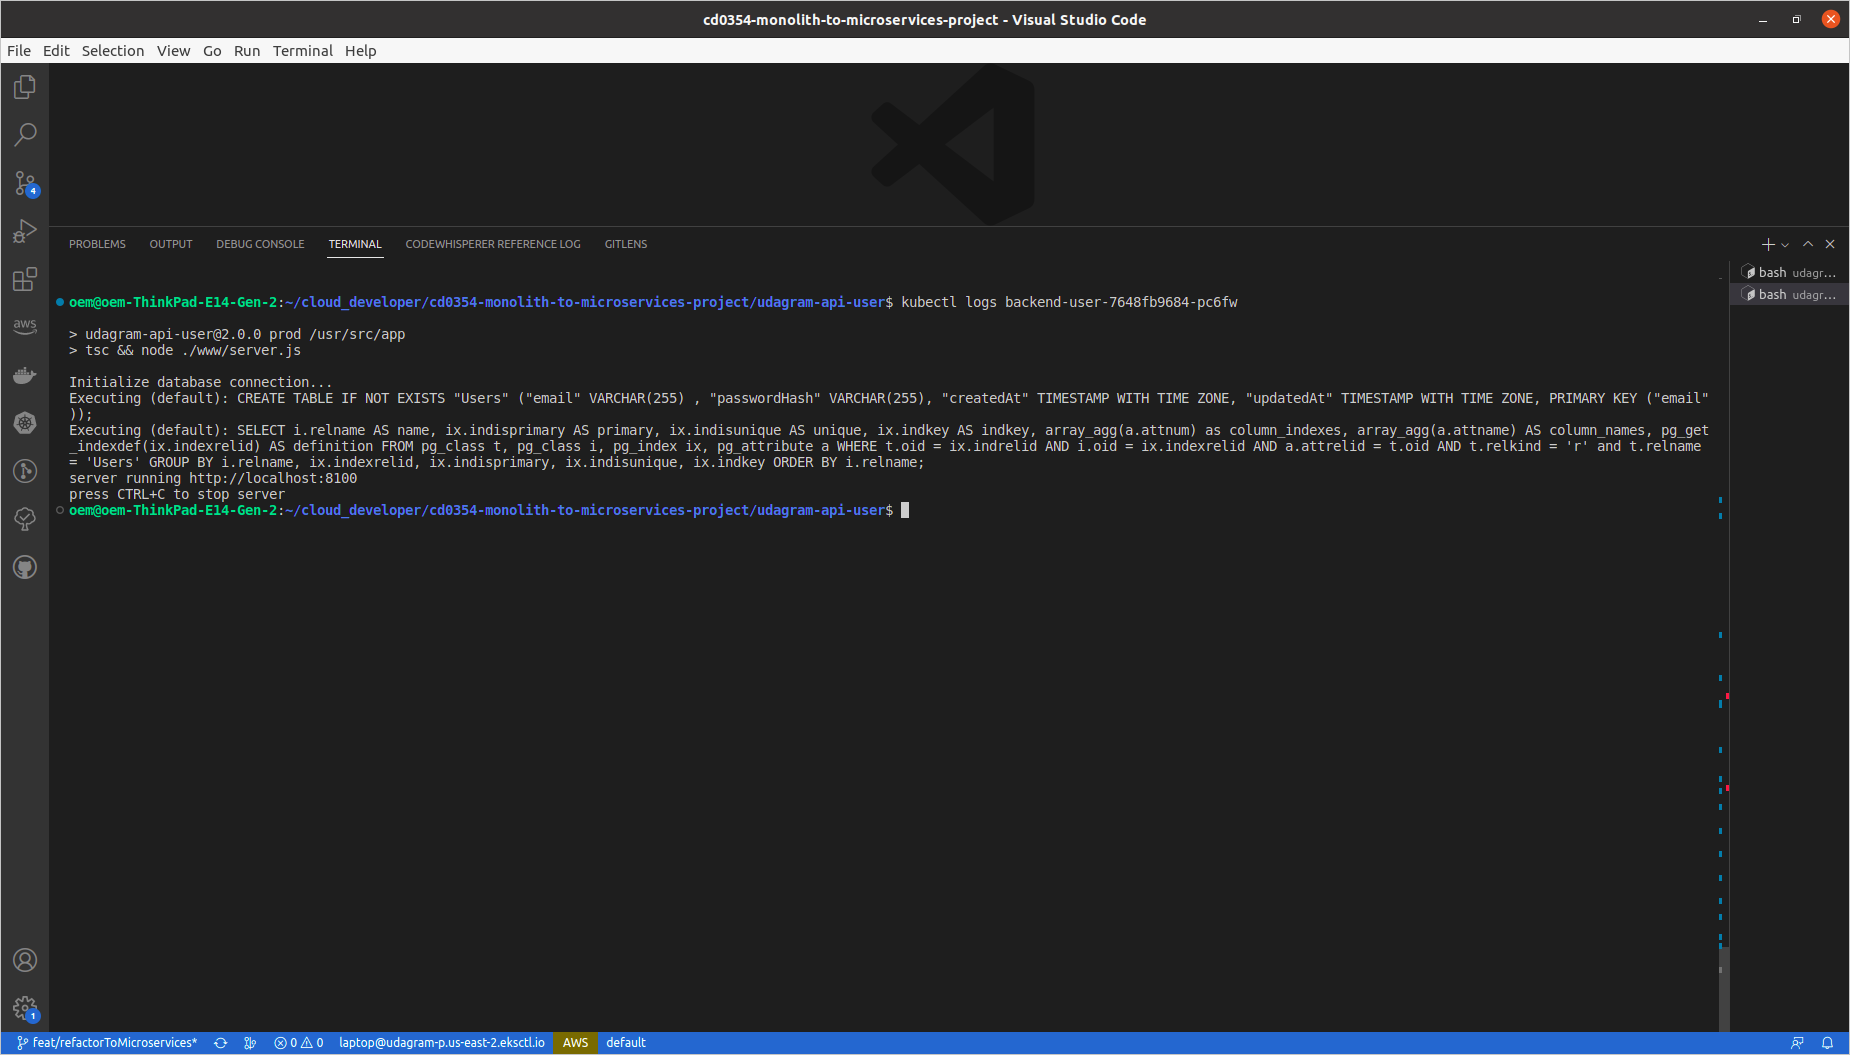 cd0354-monolith-to-microservices-project - Visual Studio Code
File Edit Selection View Go Run Terminal Help
PROBLEMS OUTPUT DEBUG CONSOLE TERMINAL CODEWHISPERER REFERENCE LOG GITLENS
bash udagr...
bash udagr...
oem@oem-ThinkPad-E14-Gen-2:~/cloud_developer/cd0354-monolith-to-microservices-project/udagram-api-user$ kubectl logs backend-user-7648fb9684-pc6fw
> udagram-api-user@2.0.0 prod /usr/src/app
> tsc && node ./www/server.js
Initialize database connection...
Executing (default): CREATE TABLE IF NOT EXISTS "Users" ("email" VARCHAR(255) , "passwordHash" VARCHAR(255), "createdAt" TIMESTAMP WITH TIME ZONE, "updatedAt" TIMESTAMP WITH TIME ZONE, PRIMARY KEY ("email"
));
Executing (default): SELECT i.relname AS name, ix.indisprimary AS primary, ix.indisunique AS unique, ix.indkey AS indkey, array_agg(a.attnum) as column_indexes, array_agg(a.attname) AS column_names, pg_get
_indexdef(ix.indexrelid) AS definition FROM pg_class t, pg_class i, pg_index ix, pg_attribute a WHERE t.oid = ix.indrelid AND i.oid = ix.indexrelid AND a.attrelid = t.oid AND t.relkind = 'r' and t.relname
= 'Users' GROUP BY i.relname, ix.indexrelid, ix.indisprimary, ix.indisunique, ix.indkey ORDER BY i.relname;
server running http://localhost:8100
press CTRL+C to stop server
oem@oem-ThinkPad-E14-Gen-2:~/cloud_developer/cd0354-monolith-to-microservices-project/udagram-api-user$
4
aws
1
feat/refactorToMicroservices* 0 0 laptop@udagram-p.us-east-2.eksctl.io AWS default